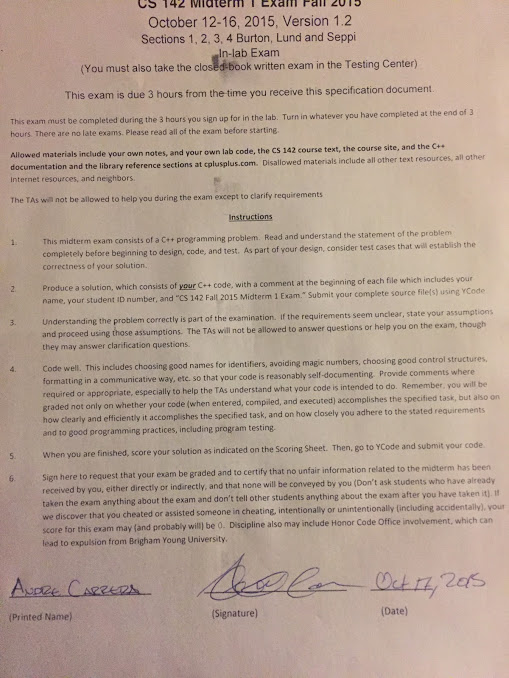 CS 142 Midterm 1 Exam Fall 2015
October 12-16, 2015, Version 1.2
Sections 1, 2, 3, 4 Burton, Lund and Seppi
In-lab Exam
(You must also take the closed-book written exam in the Testing Center)
This exam is due 3 hours from the time you receive this specification document.
This exam must be completed during the 3 hours you sign up for in the lab. Turn in whatever you have completed at the end of 3
hours. There are no late exams. Please read all of the exam before starting.
Allowed materials include your own notes, and your own lab code, the CS 142 course text, the course site, and the C++
documentation and the library reference sections at cplusplus.com. Disallowed materials include all other text resources, all other
internet resources, and neighbors.
The TAs will not be allowed to help you during the exam except to clarify requirements
Instructions
1. This midterm exam consists of a C++ programming problem. Read and understand the statement of the problem
completely before beginning to design, code, and test. As part of your design, consider test cases that will establish the
correctness of your solution.
2. Produce a solution, which consists of your C++ code, with a comment at the beginning of each file which includes your
name, your student ID number, and "CS 142 Fall 2015 Midterm 1 Exam." Submit your complete source file(s) using YCode
3. Understanding the problem correctly is part of the examination. If the requirements seem unclear, state your assumptions
and proceed using those assumptions. The TAs will not be allowed to answer questions or help you on the exam, though
they may answer clarification questions.
4. Code well. This includes choosing good names for identifiers, avoiding magic numbers, choosing good control structures,
formatting in a communicative way, etc. so that your code is reasonably self-documenting. Provide comments where
required or appropriate, especially to help the TAs understand what your code is intended to do. Remember, you will be
graded not only on whether your code (when entered, compiled, and executed) accomplishes the specified task, but also on
how clearly and efficiently it accomplishes the specified task, and on how closely you adhere to the stated requirements
and to good programming practices, including program testing.
5. When you are finished, score your solution as indicated on the Scoring Sheet. Then, go to YCode and submit your code.
6. Sign here to request that your exam be graded and to certify that no unfair information related to the midterm has been
received by you, either directly or indirectly, and that none will be conveyed by you (Don't ask students who have already
taken the exam anything about the exam and don't tell other students anything about the exam after you have taken it). If
we discover that you cheated or assisted someone in cheating, intentionally or unintentionally (including accidentally), your
score for this exam may (and probably will) be 0. Discipline also may include Honor Code Office involvement, which can
lead to expulsion from Brigham Young University.
ANDRE CARRERA Oct 17, 2015
(Printed Name) (Signature) (Date)